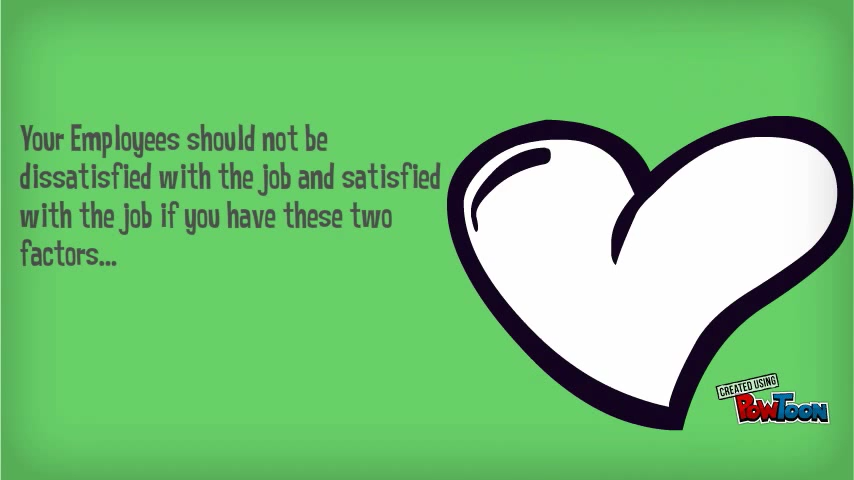 Your Employees should not be
dissatisfied with the job and satisfied
with the job if you have these two
factors...
CREATED USING
POWTOON